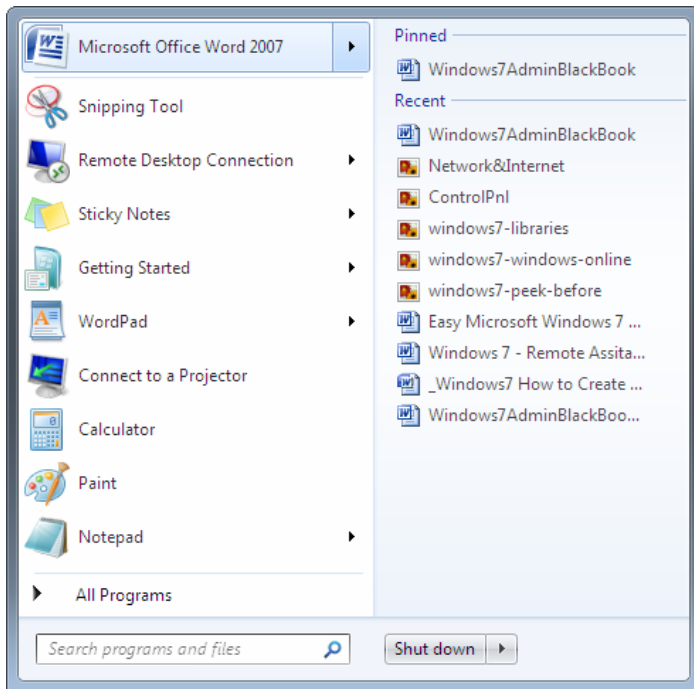 Microsoft Office Word 2007
Snipping Tool
Remote Desktop Connection
Sticky Notes
Getting Started
WordPad
Connect to a Projector
Calculator
Paint
Notepad
All Programs
Search programs and files
Pinned
Windows7AdminBlackBook
Recent
Windows7AdminBlackBook
Network&Internet
ControlPnl
windows7-libraries
windows7-windows-online
windows7-peek-before
Easy Microsoft Windows 7 ...
Windows 7 - Remote Assita...
_Windows7 How to Create ...
Windows7AdminBlackBoo...
Shut down